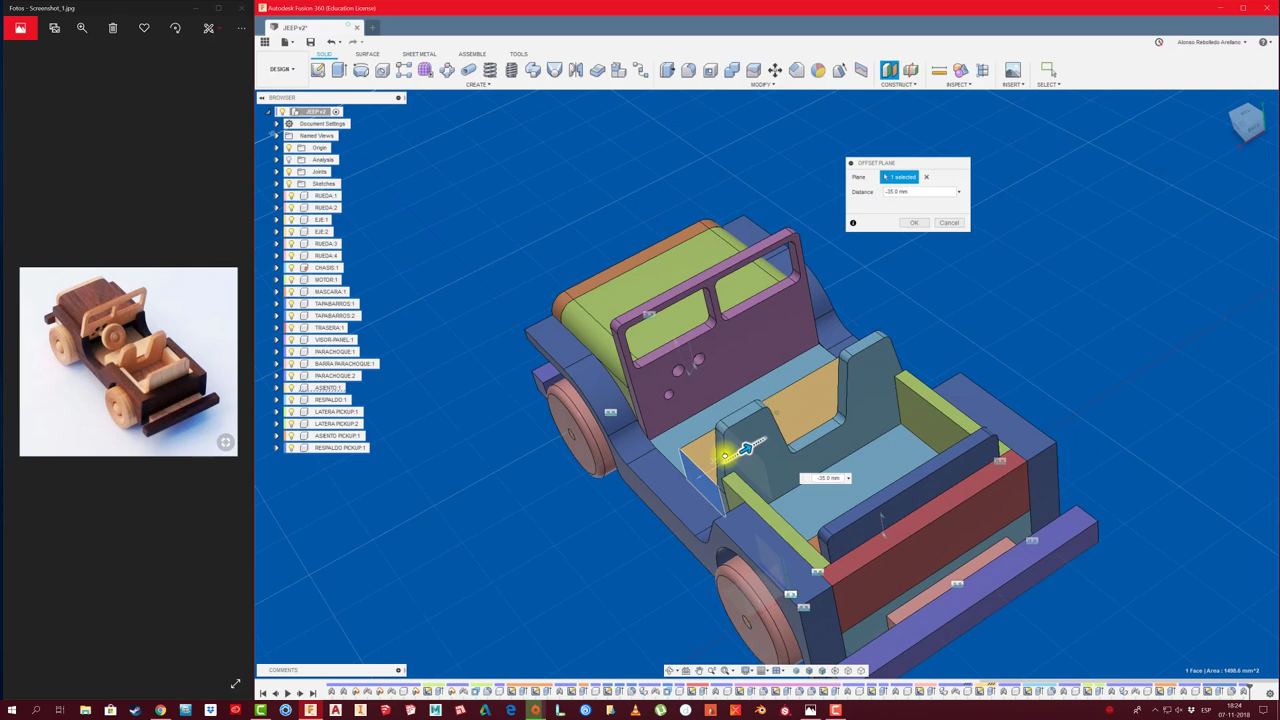 Fotos - Screenshot_1.jpg
Autodesk Fusion 360 (Education License)
JEEP v2*
Alonso Rebolledo Arellano
SOLID
SURFACE
SHEET METAL
ASSEMBLE
TOOLS
DESIGN
CREATE
MODIFY
CONSTRUCT
INSPECT
INSERT
SELECT
BROWSER
JEEP v2
Document Settings
Named Views
Origin
Analysis
Joints
Sketches
RUEDA:1
RUEDA:2
EJE:1
EJE:2
RUEDA:3
RUEDA:4
CHASIS:1
MOTOR:1
MASCARA:1
TAPABARROS:1
TAPABARROS:2
TRASERA:1
VISOR-PANEL:1
PARACHOQUE:1
BARRA PARACHOQUE:1
PARACHOQUE:2
ASIENTO:1
RESPALDO:1
LATERA PICKUP:1
LATERA PICKUP:2
ASIENTO PICKUP:1
RESPALDO PICKUP:1
OFFSET PLANE
Plane
1 selected
Distance
-35.0 mm
OK
Cancel
-35.0 mm
COMMENTS
1 Face | Area : 1498.6 mm^2
ESP
18:24
07-11-2018